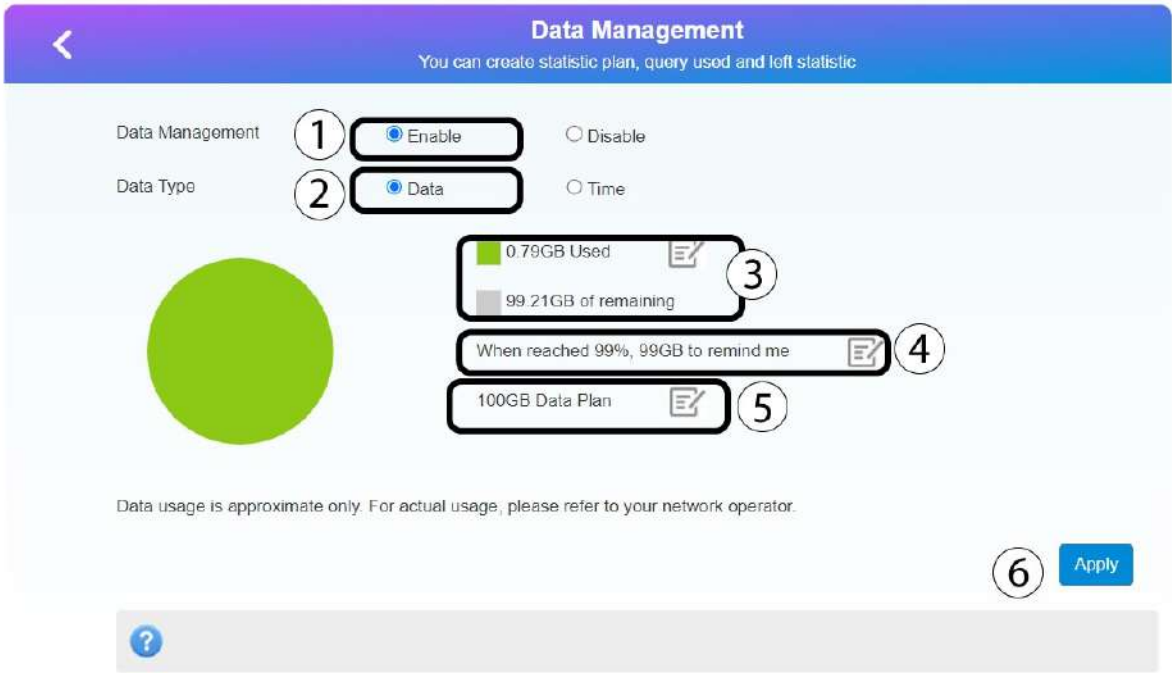 Data Management
You can create statistic plan, query used and left statistic
Data Management 1 Enable Disable
Data Type 2 Data Time
0.79GB Used
3
99.21GB of remaining
When reached 99%, 99GB to remind me 4
100GB Data Plan 5
Data usage is approximate only. For actual usage, please refer to your network operator.
6 Apply
?